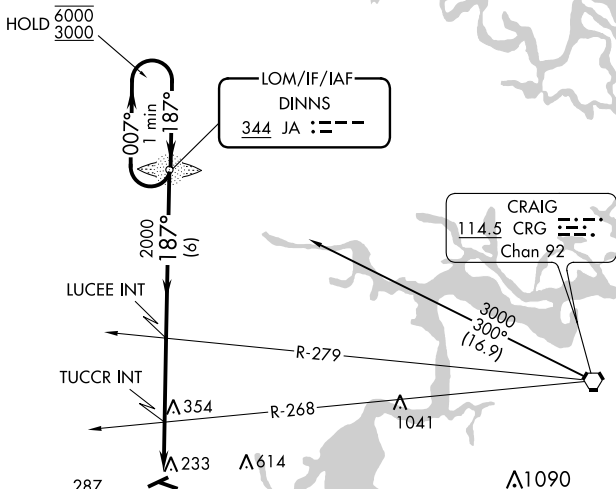 HOLD 6000
3000
007°
1 min
187°
LOM/IF/IAF
DINNS
344 JA
2000
187°
(6)
CRAIG
114.5 CRG
Chan 92
LUCEE INT
3000
300°
(16.9)
R-279
TUCCR INT
354
R-268
1041
233
614
287
1090